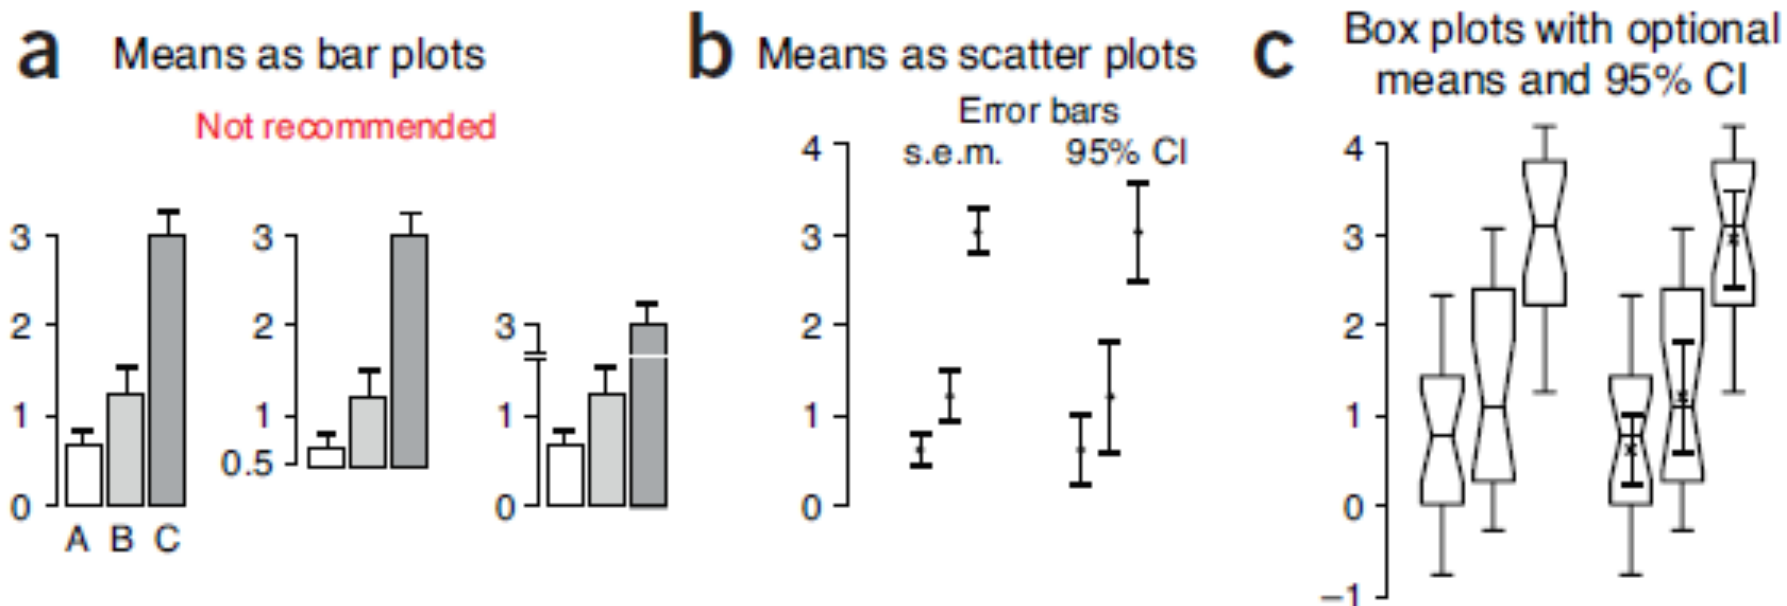 a Means as bar plots
Not recommended
3
2
1
0
A B C
3
2
1
0.5
3
1
0
b Means as scatter plots
Error bars
s.e.m. 95% CI
4
3
2
1
0
c Box plots with optional
means and 95% CI
4
3
2
1
0
−1